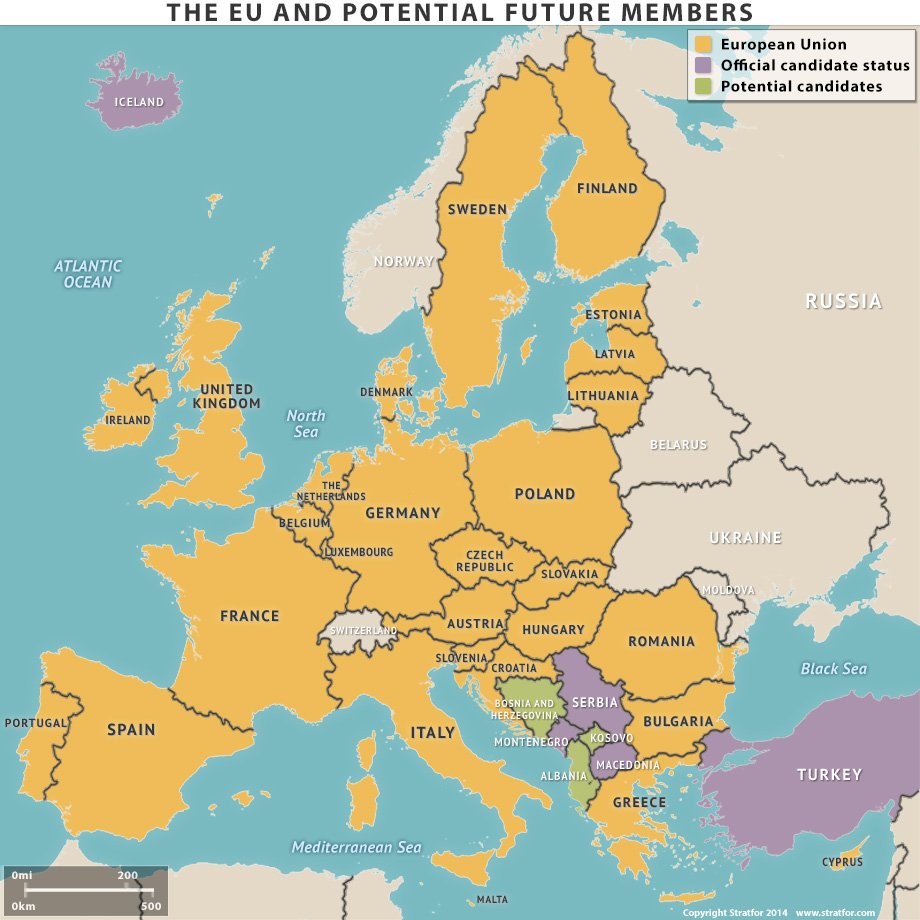 THE EU AND POTENTIAL FUTURE MEMBERS
European Union
Official candidate status
Potential candidates
ICELAND
FINLAND
SWEDEN
NORWAY
ATLANTIC
OCEAN
RUSSIA
ESTONIA
LATVIA
DENMARK
UNITED
KINGDOM
LITHUANIA
IRELAND
North
Sea
BELARUS
THE
NETHERLANDS
POLAND
GERMANY
BELGIUM
UKRAINE
LUXEMBOURG
CZECH
REPUBLIC
SLOVAKIA
MOLDOVA
FRANCE
AUSTRIA
SWITZERLAND
HUNGARY
ROMANIA
SLOVENIA
CROATIA
Black Sea
BOSNIA AND
HERZEGOVINA
SERBIA
PORTUGAL
SPAIN
ITALY
BULGARIA
MONTENEGRO
KOSOVO
MACEDONIA
ALBANIA
TURKEY
GREECE
Mediterranean Sea
CYPRUS
0mi 200
0km 500
MALTA
Copyright Stratfor 2014 www.stratfor.com